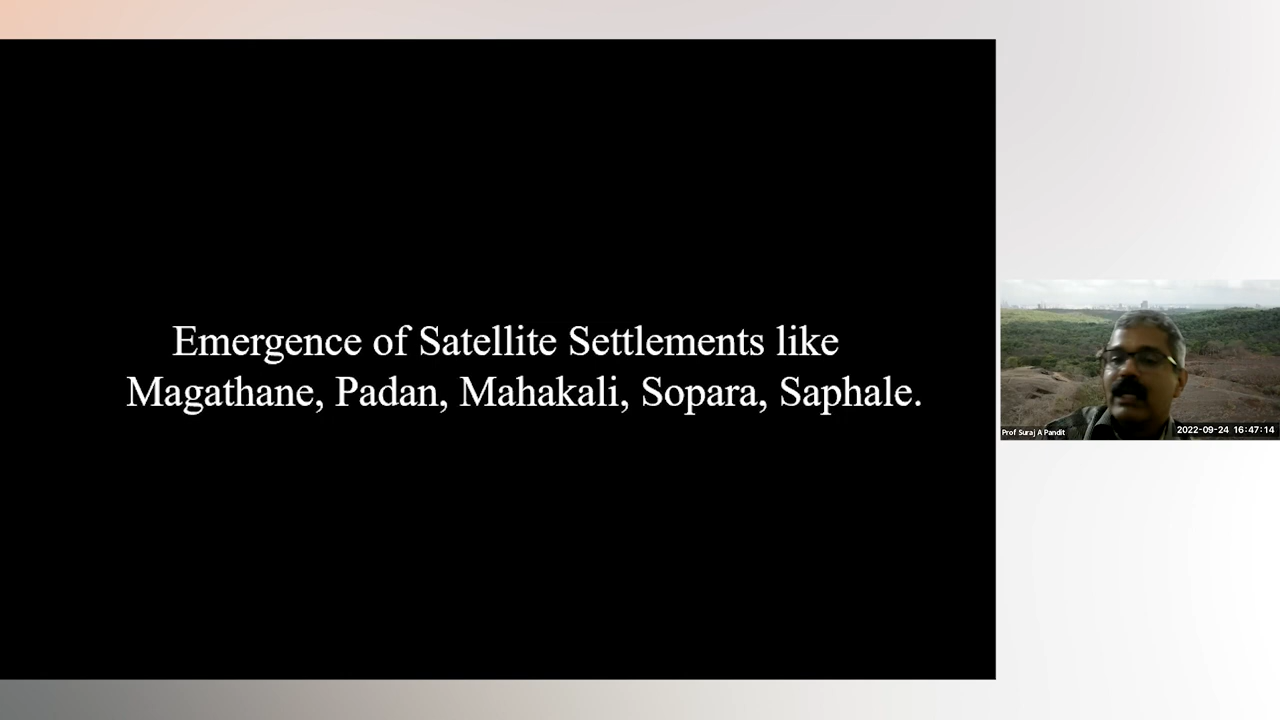 Emergence of Satellite Settlements like
Magathane, Padan, Mahakali, Sopara, Saphale.
Prof Suraj A Pandit
2022-09-24 16:47:14